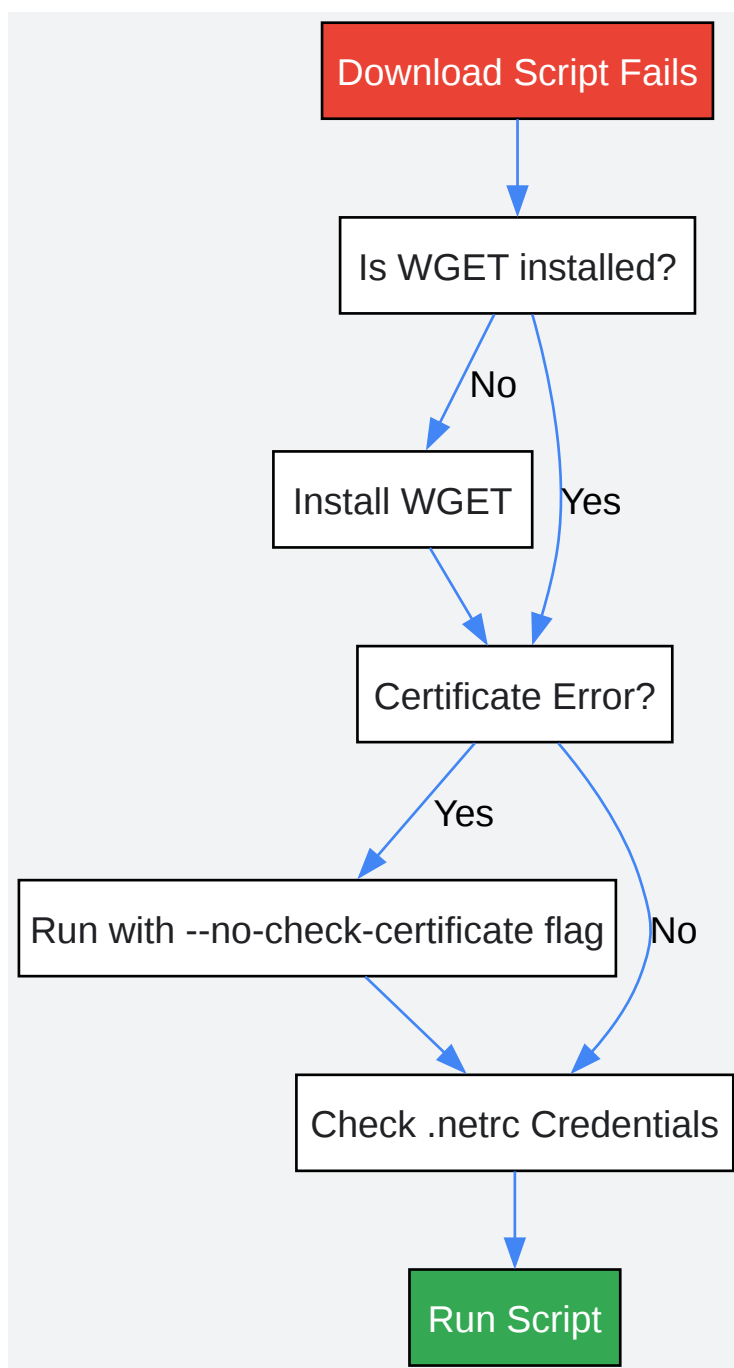 Download Script Fails
Is WGET installed?
No
Install WGET
Yes
Certificate Error?
Yes
Run with --no-check-certificate flag
No
Check .netrc Credentials
Run Script